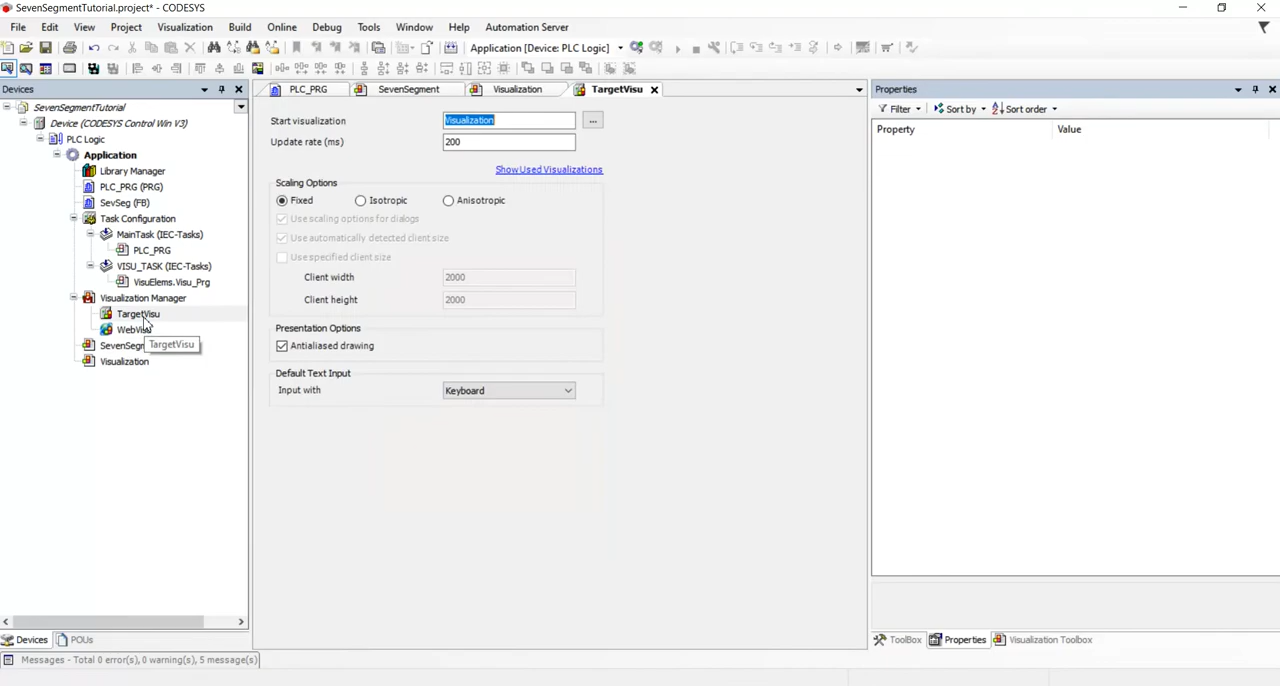 SevenSegmentTutorial.project* - CODESYS
File Edit View Project Visualization Build Online Debug Tools Window Help Automation Server
Application [Device: PLC Logic]
Devices
PLC_PRG SevenSegment Visualization TargetVisu
Properties
SevenSegmentTutorial
Device (CODESYS Control Win V3)
PLC Logic
Application
Library Manager
PLC_PRG (PRG)
SevSeg (FB)
Task Configuration
MainTask (IEC-Tasks)
PLC_PRG
VISU_TASK (IEC-Tasks)
VisuElems.Visu_Prg
Visualization Manager
TargetVisu
WebVisu
TargetVisu
SevenSegm
Visualization
Start visualization Visualization ...
Update rate (ms) 200
Show Used Visualizations
Scaling Options
Fixed Isotropic Anisotropic
Use scaling options for dialogs
Use automatically detected client size
Use specified client size
Client width 2000
Client height 2000
Presentation Options
Antialiased drawing
Default Text Input
Input with Keyboard
Filter Sort by Sort order
Property Value
Devices POUs
ToolBox Properties Visualization Toolbox
Messages - Total 0 error(s), 0 warning(s), 5 message(s)